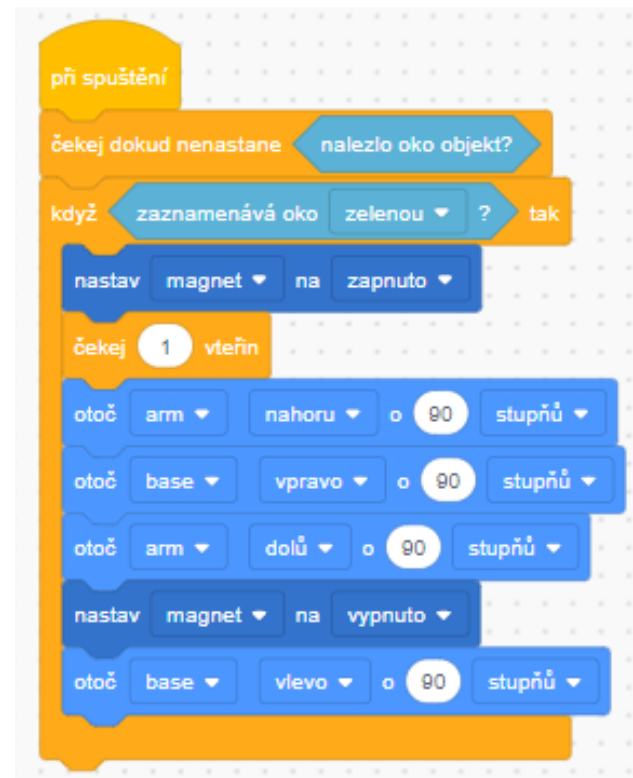 při spuštění
čekej dokud nenastane nalezlo oko objekt?
když zaznamenává oko zelenou ? tak
nastav magnet na zapnuto
čekej 1 vteřin
otoč arm nahoru o 90 stupňů
otoč base vpravo o 90 stupňů
otoč arm dolů o 90 stupňů
nastav magnet na vypnuto
otoč base vlevo o 90 stupňů